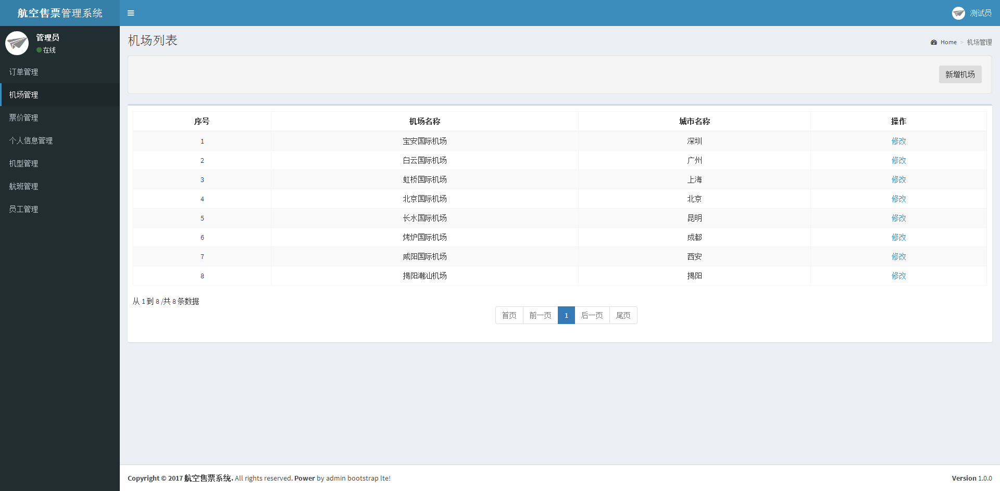 航空售票管理系统
测试员
管理员
在线
订单管理
机场管理
票价管理
个人信息管理
机型管理
航班管理
员工管理
机场列表
Home > 机场管理
新增机场
序号 机场名称 城市名称 操作
1 宝安国际机场 深圳 修改
2 白云国际机场 广州 修改
3 虹桥国际机场 上海 修改
4 北京国际机场 北京 修改
5 长水国际机场 昆明 修改
6 烤炉国际机场 成都 修改
7 咸阳国际机场 西安 修改
8 揭阳潮汕机场 揭阳 修改
从 1 到 8 /共 8 条数据
首页 前一页 1 后一页 尾页
Copyright © 2017 航空售票系统. All rights reserved. Power by admin bootstrap lte!
Version 1.0.0